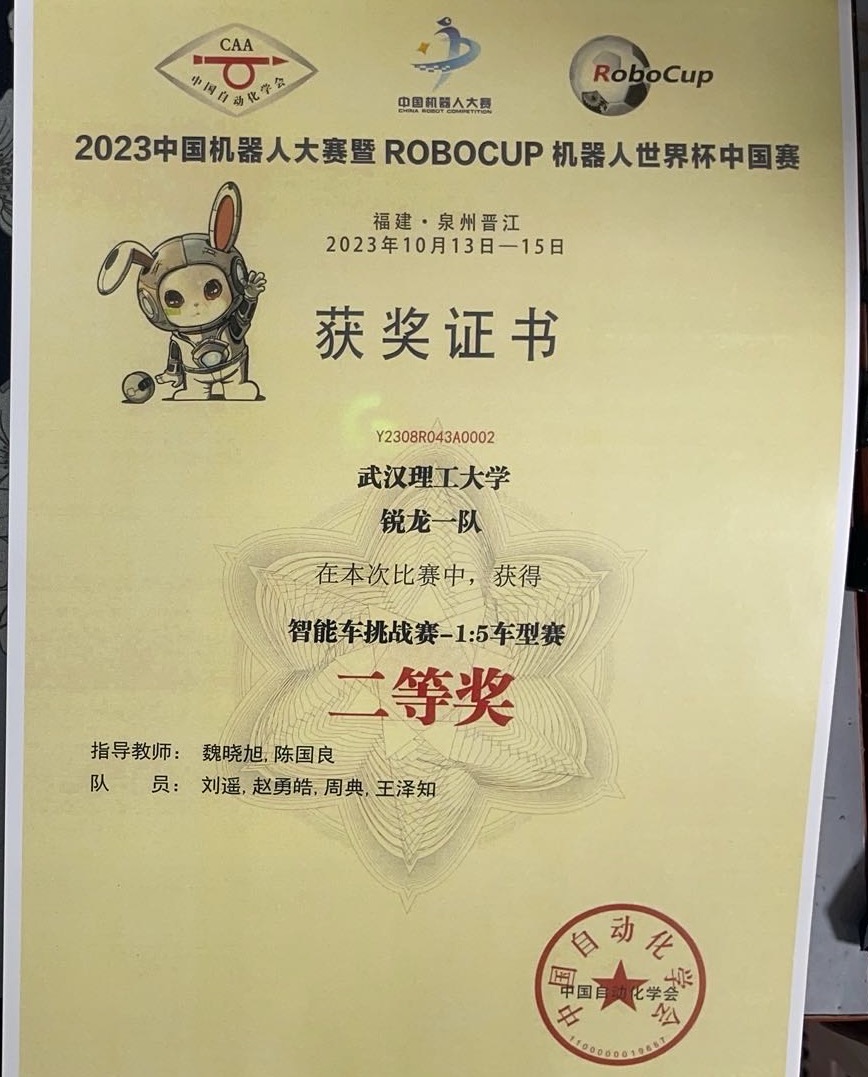 CAA
中国自动化学会
中国机器人大赛
CHINA ROBOT COMPETITION
RoboCup
2023中国机器人大赛暨 ROBOCUP 机器人世界杯中国赛
福建·泉州晋江
2023年10月13日—15日
获奖证书
Y2308R043A0002
武汉理工大学
锐龙一队
在本次比赛中，获得
智能车挑战赛-1:5车型赛
二等奖
指导教师： 魏晓旭, 陈国良
队 员： 刘遥, 赵勇皓, 周典, 王泽知
中国自动化学会
中国自动化学会